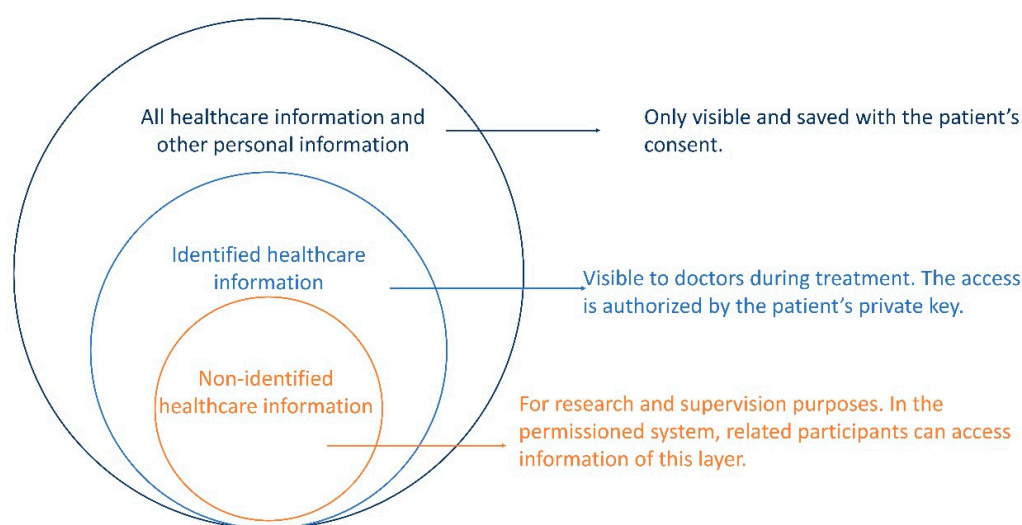 All healthcare information and
other personal information
Only visible and saved with the patient's
consent.
Identified healthcare
information
Visible to doctors during treatment. The access
is authorized by the patient's private key.
Non-identified
healthcare information
For research and supervision purposes. In the
permissioned system, related participants can access
information of this layer.